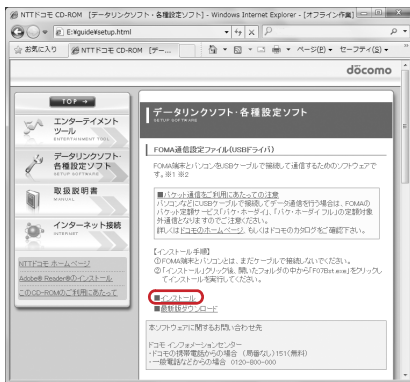 NTTドコモ CD-ROM [データリンクソフト・各種設定ソフト] - Windows Internet Explorer - [オフライン作業]
E:¥guide¥setup.html
お気に入り
NTTドコモ CD-ROM [デー...
ページ(P)
セーフティ(S)
döcomo
TOP →
エンターテイメント
ツール
ENTERTAINMENT TOOL
データリンクソフト・
各種設定ソフト
SETUP SOFTWARE
取扱説明書
MANUAL
インターネット接続
INTERNET
NTTドコモ ホームページ
Adobe® Reader®のインストール
このCD-ROMのご利用にあたって
データリンクソフト・各種設定ソフト
SETUP SOFTWARE
FOMA通信設定ファイル(USBドライバ)
FOMA端末とパソコンをUSBケーブルで接続して通信するためのソフトウェアで
す。※1 ※2
■パケット通信をご利用にあたっての注意
パソコンなどにUSBケーブルで接続してデータ通信を行う場合は、FOMAの
パケット定額サービス「パケ・ホーダイ」、「パケ・ホーダイフル」の定額対象
外通信となりますのでご注意ください。
詳しくはドコモのホームページ、もしくはドコモのカタログをご確認下さい。
【インストール手順】
①FOMA端末とパソコンとは、まだケーブルで接続しないでください。
②「インストール」クリック後、開いたフォルダの中から「F07Bst.exe」をクリックし
てインストールを実行してください。
■インストール
■最新版ダウンロード
本ソフトウェアに関するお問い合わせ先
ドコモ インフォメーションセンター
・ドコモの携帯電話からの場合 (局番なし)151(無料)
・一般電話などからの場合 0120-800-000